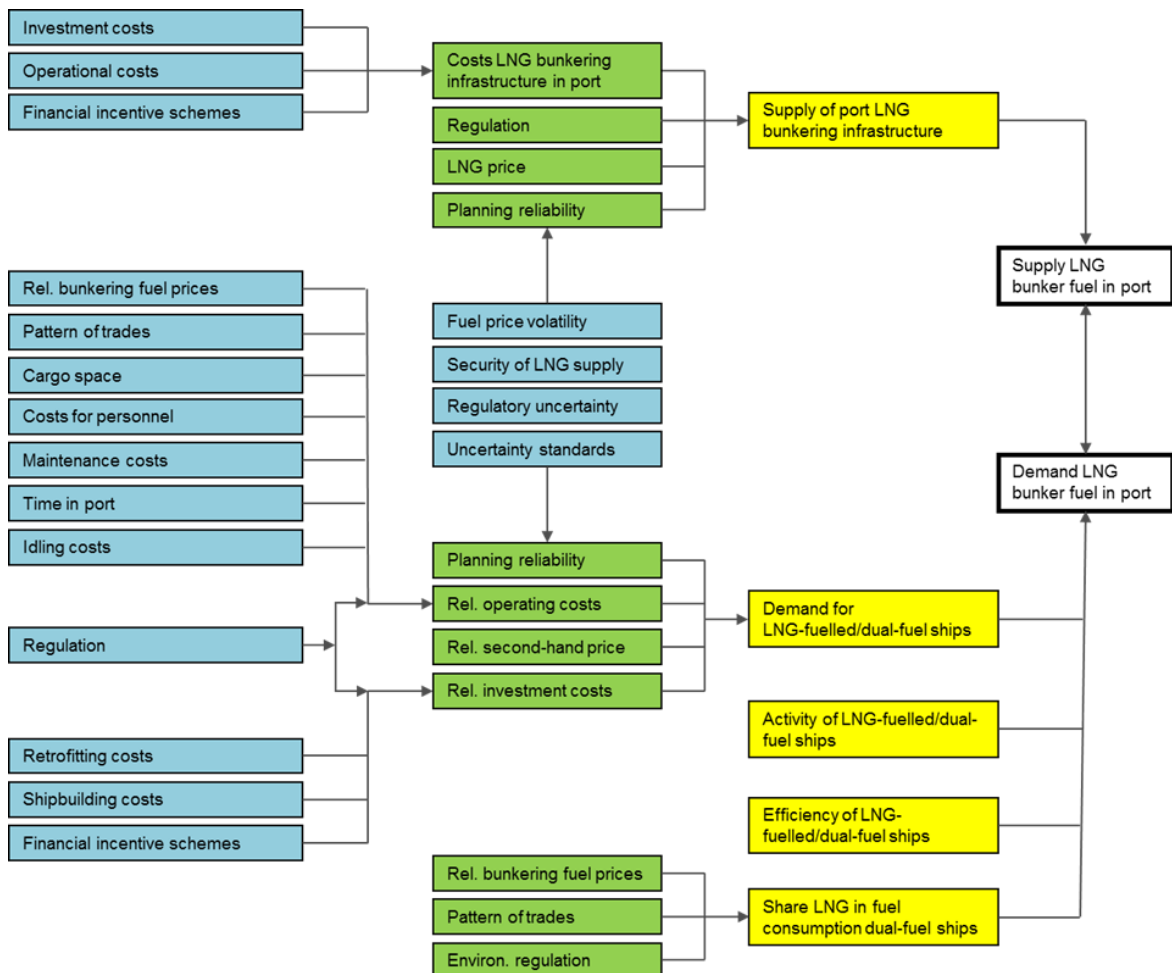 Investment costs
Operational costs
Financial incentive schemes
Costs LNG bunkering
infrastructure in port
Regulation
LNG price
Planning reliability
Supply of port LNG
bunkering infrastructure
Supply LNG
bunker fuel in port
Rel. bunkering fuel prices
Pattern of trades
Cargo space
Costs for personnel
Maintenance costs
Time in port
Idling costs
Fuel price volatility
Security of LNG supply
Regulatory uncertainty
Uncertainty standards
Demand LNG
bunker fuel in port
Regulation
Planning reliability
Rel. operating costs
Rel. second-hand price
Rel. investment costs
Demand for
LNG-fuelled/dual-fuel ships
Retrofitting costs
Shipbuilding costs
Financial incentive schemes
Activity of LNG-fuelled/dual-
fuel ships
Efficiency of LNG-
fuelled/dual-fuel ships
Rel. bunkering fuel prices
Pattern of trades
Environ. regulation
Share LNG in fuel
consumption dual-fuel ships